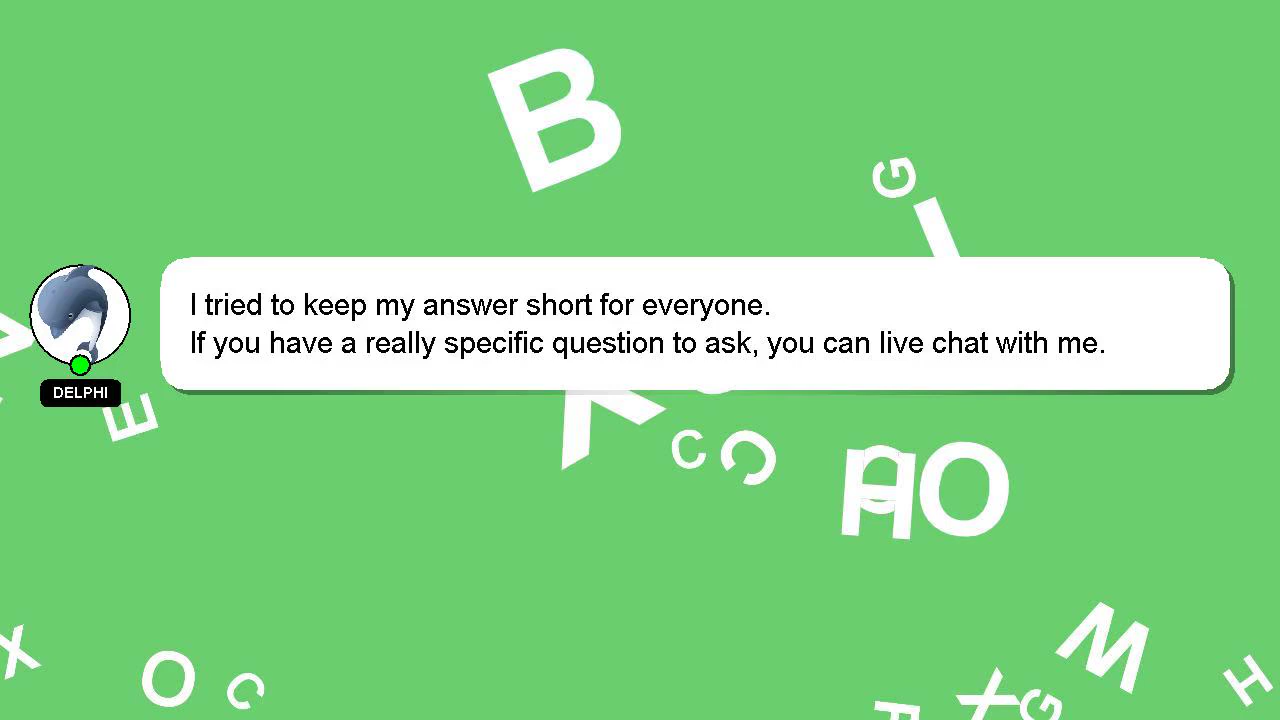 B
G
I
I tried to keep my answer short for everyone.
If you have a really specific question to ask, you can live chat with me.
DELPHI
E
X
C
C
H
O
O
M
X
O
C
H
X
G